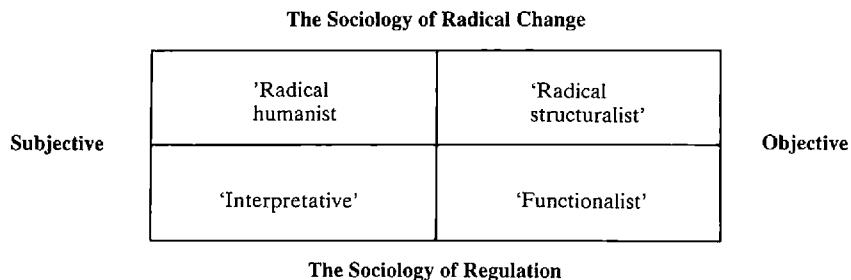 The Sociology of Radical Change
'Radical
humanist
‘Radical
structuralist’
Subjective
Objective
‘Interpretative’
‘Functionalist’
The Sociology of Regulation